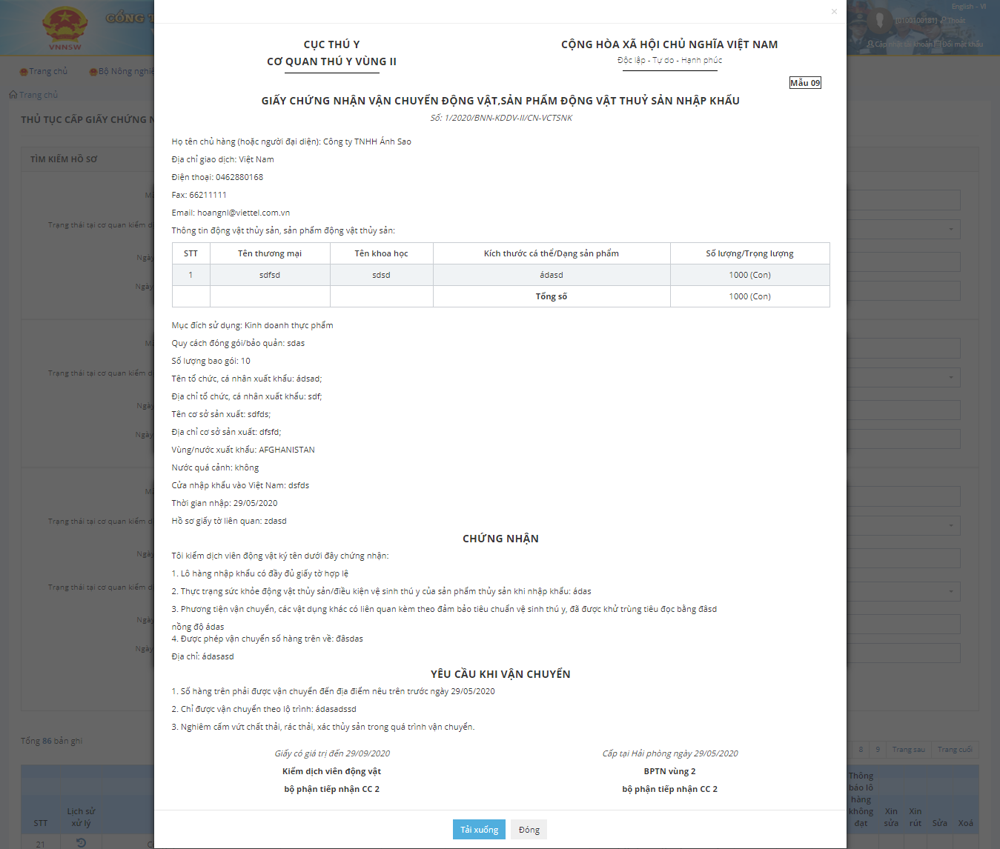 ×
English - VI
CỔNG T
[0100100181] Thoát
VNNSW
Cập nhật tài khoản Đổi mật khẩu
Trang chủ Bộ Nông nghiệ
Trang chủ
THỦ TỤC CẤP GIẤY CHỨNG N
TÌM KIẾM HỒ SƠ
Trạng thái tại cơ quan kiểm d
Ngày
Ngày
Trạng thái tại cơ quan kiểm d
Ngày
Ngày
Trạng thái tại cơ quan kiểm d
Ngày
Trạng thái tại cơ quan kiểm d
Ngày
Ngày
CỤC THÚ Y
CƠ QUAN THÚ Y VÙNG II
CỘNG HÒA XÃ HỘI CHỦ NGHĨA VIỆT NAM
Độc lập - Tự do - Hạnh phúc
Mẫu 09
GIẤY CHỨNG NHẬN VẬN CHUYỂN ĐỘNG VẬT,SẢN PHẨM ĐỘNG VẬT THUỶ SẢN NHẬP KHẨU
Số: 1/2020/BNN-KDDV-II/CN-VCTSNK
Họ tên chủ hàng (hoặc người đại diện): Công ty TNHH Ánh Sao
Địa chỉ giao dịch: Việt Nam
Điện thoại: 0462880168
Fax: 66211111
Email: hoangnl@viettel.com.vn
Thông tin động vật thủy sản, sản phẩm động vật thủy sản:
STT Tên thương mại Tên khoa học Kích thước cá thể/Dạng sản phẩm Số lượng/Trọng lượng
1 sdfsd sdsd ádasd 1000 (Con)
Tổng số 1000 (Con)
Mục đích sử dụng: Kinh doanh thực phẩm
Quy cách đóng gói/bảo quản: sdas
Số lượng bao gói: 10
Tên tổ chức, cá nhân xuất khẩu: ádsad;
Địa chỉ tổ chức, cá nhân xuất khẩu: sdf;
Tên cơ sở sản xuất: sdfds;
Địa chỉ cơ sở sản xuất: dfsfd;
Vùng/nước xuất khẩu: AFGHANISTAN
Nước quá cảnh: không
Cửa nhập khẩu vào Việt Nam: dsfds
Thời gian nhập: 29/05/2020
Hồ sơ giấy tờ liên quan: zdasd
CHỨNG NHẬN
Tôi kiểm dịch viên động vật ký tên dưới đây chứng nhận:
1. Lô hàng nhập khẩu có đầy đủ giấy tờ hợp lệ
2. Thực trạng sức khỏe động vật thủy sản/điều kiện vệ sinh thú y của sản phẩm thủy sản khi nhập khẩu: ádas
3. Phương tiện vận chuyển, các vật dụng khác có liên quan kèm theo đảm bảo tiêu chuẩn vệ sinh thú y, đã được khử trùng tiêu đọc bằng đâsd
nồng độ ádas
4. Được phép vận chuyển số hàng trên về: đâsdas
Địa chỉ: ádasasd
YÊU CẦU KHI VẬN CHUYỂN
1. Số hàng trên phải được vận chuyển đến địa điểm nêu trên trước ngày 29/05/2020
2. Chỉ được vận chuyển theo lộ trình: ádasadssd
3. Nghiêm cấm vứt chất thải, rác thải, xác thủy sản trong quá trình vận chuyển.
Giấy có giá trị đến 29/09/2020
Kiểm dịch viên động vật
bộ phận tiếp nhận CC 2
Cấp tại Hải phòng ngày 29/05/2020
BPTN vùng 2
bộ phận tiếp nhận CC 2
Tải xuống Đóng
Tổng 86 bản ghi
8 9 Trang sau Trang cuối
STT Lịch sử xử lý
Thông báo lô hàng không đạt Xin sửa Xin rút Sửa Xoá
21